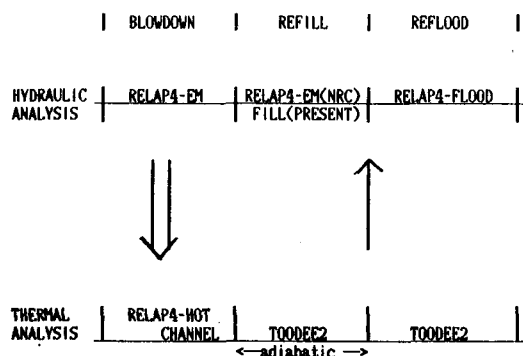 BLOWDOWN REFILL REFLOOD
HYDRAULIC ANALYSIS
RELAP4-EM
RELAP4-EM(NRC)
FILL(PRESENT)
RELAP4-FLOOD
THERMAL ANALYSIS
RELAP4-HOT
CHANNEL
TOODEE2
TOODEE2
adiabatic